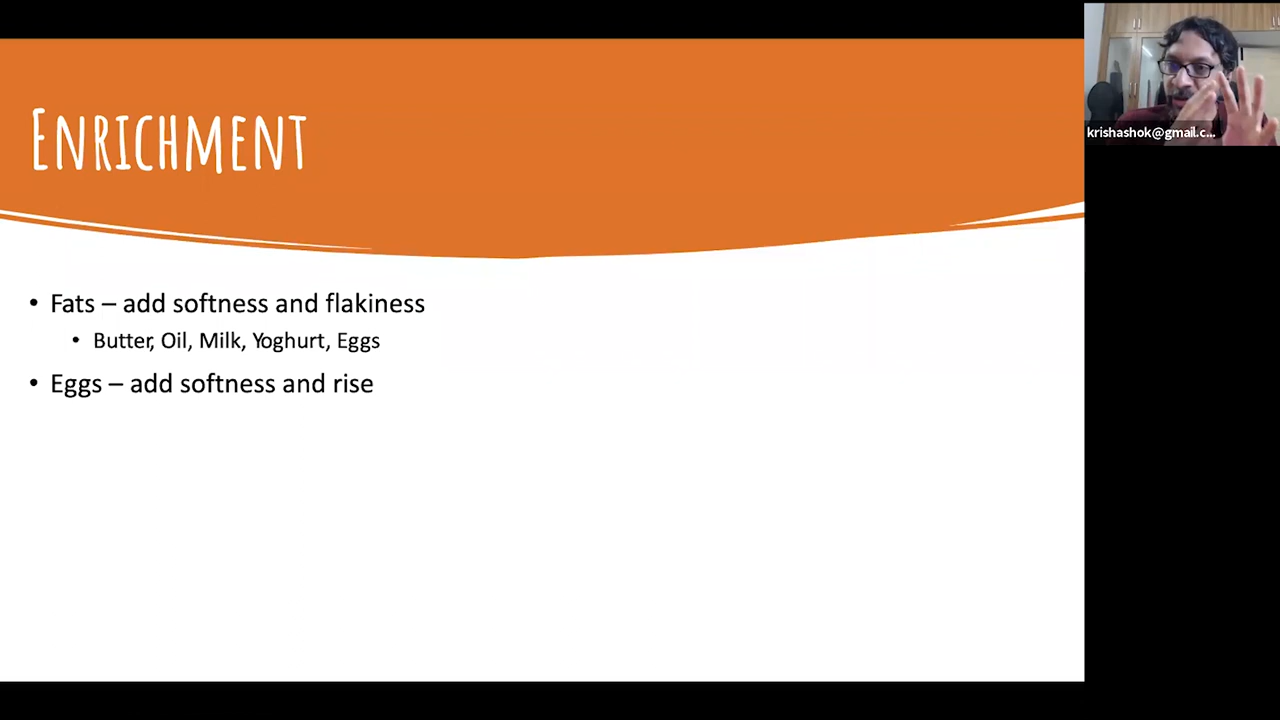 ENRICHMENT
• Fats – add softness and flakiness
• Butter, Oil, Milk, Yoghurt, Eggs
• Eggs – add softness and rise
krishashok@gmail.c...